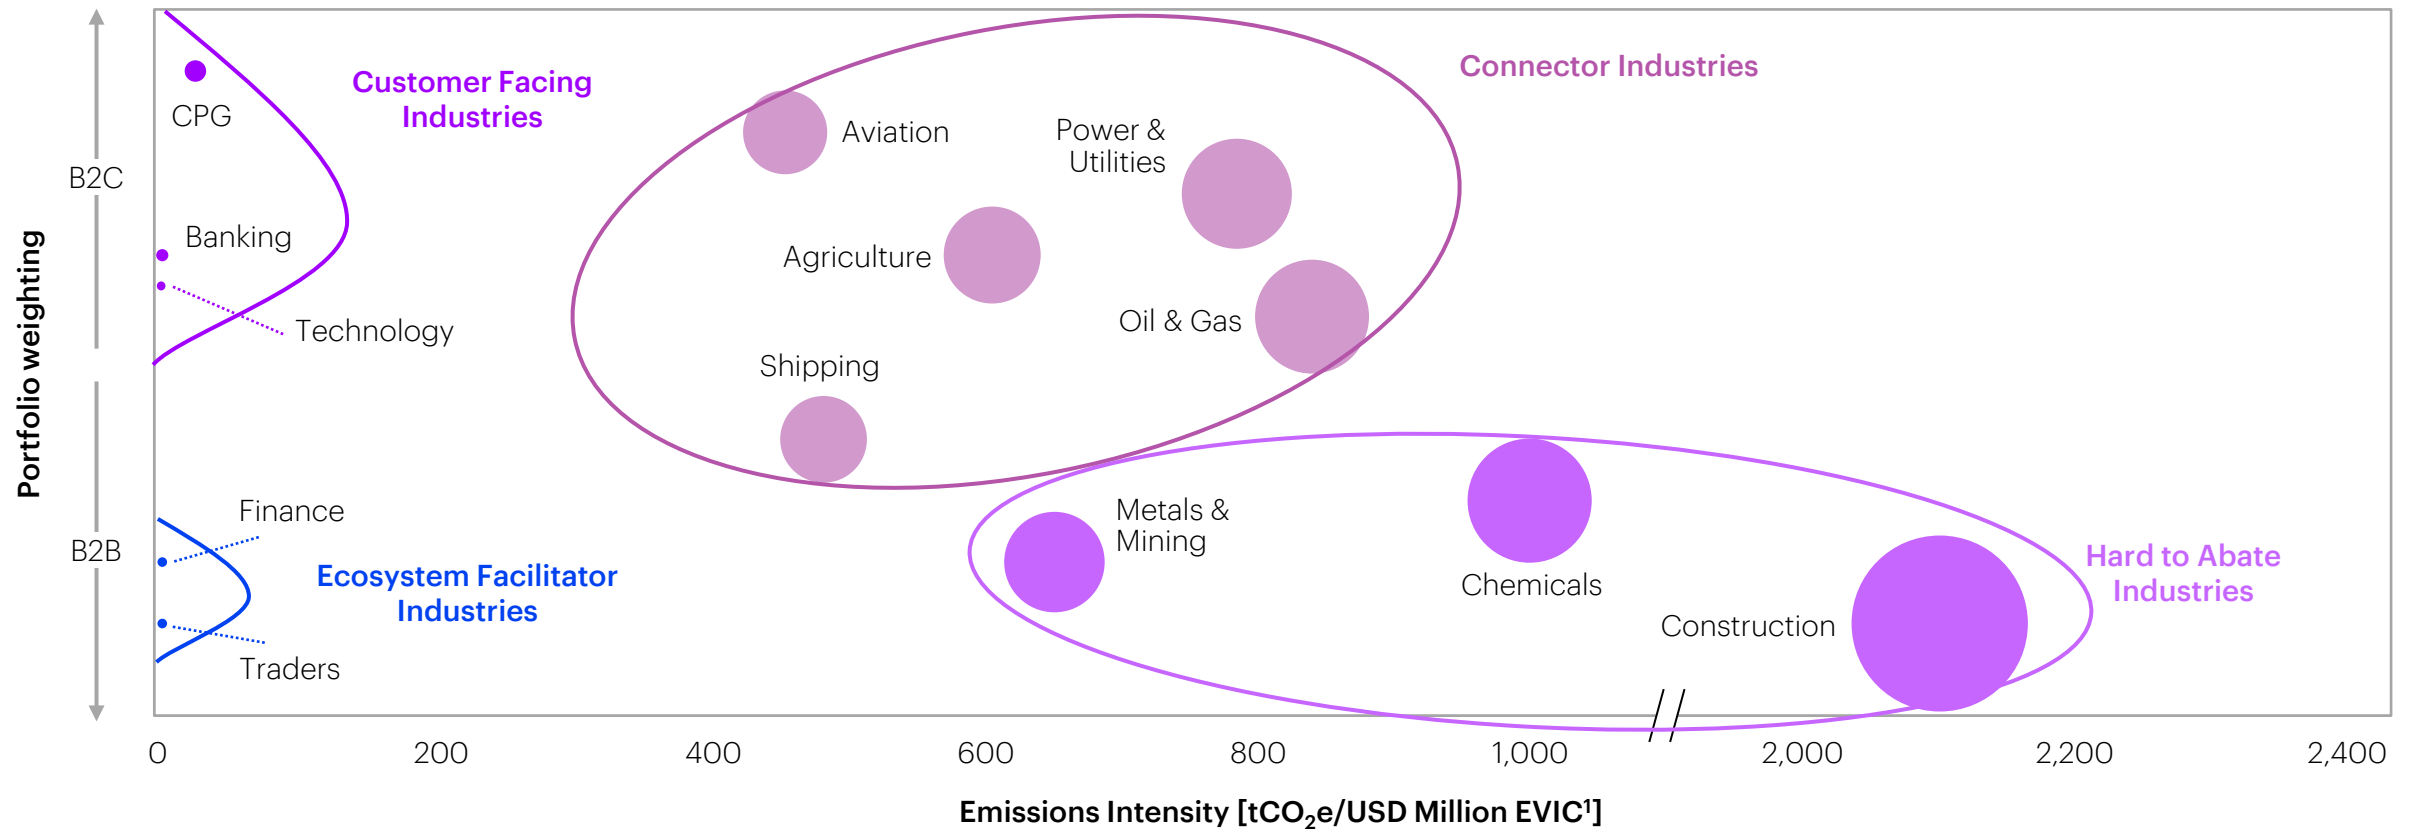 Customer Facing
Industries
Connector Industries
CPG
Aviation
Power &
Utilities
B2C
Banking
Agriculture
Technology
Oil & Gas
Shipping
Portfolio weighting
Finance
Metals &
Mining
B2B
Ecosystem Facilitator
Industries
Chemicals
Hard to Abate
Industries
Construction
Traders
0 200 400 600 800 1,000 2,000 2,200 2,400
Emissions Intensity [tCO₂e/USD Million EVIC¹]